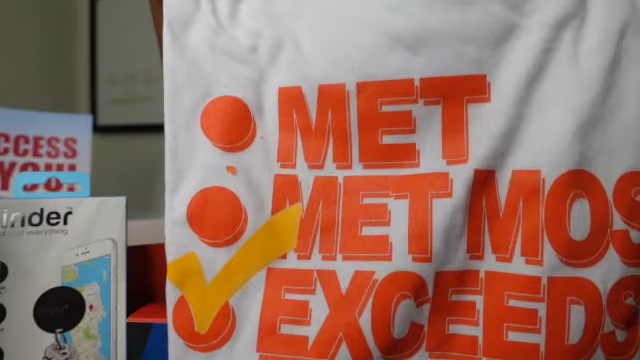 MET
MET MOS
EXCEEDS
CCESS
YOU!
inder